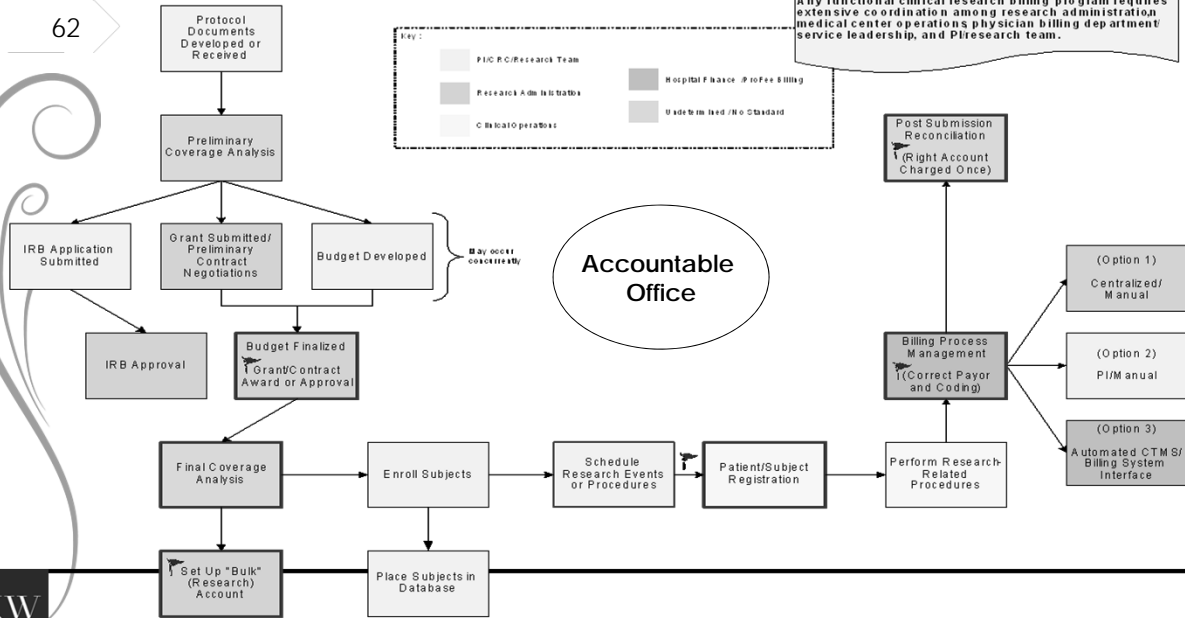 62
Any functional clinical research billing program requires
extensive coordination among research administration,
medical center operations, physician billing department/
service leadership, and PI/research team.
Protocol
Documents
Developed or
Received
Key :
PI/CRC/Research Team
Research Administration
Clinical Operations
Hospital Finance /ProFee Billing
Undetermined /No Standard
Preliminary
Coverage Analysis
Post Submission
Reconciliation
(Right Account
Charged Once)
IRB Application
Submitted
Grant Submitted/
Preliminary
Contract
Negotiations
Budget Developed
May occur
concurrently
Accountable
Office
(Option 1)
Centralized/
Manual
IRB Approval
Budget Finalized
Grant/Contract
Award or Approval
Billing Process
Management
(Correct Payor
and Coding)
(Option 2)
PI/Manual
(Option 3)
Automated CTMS/
Billing System
Interface
Final Coverage
Analysis
Enroll Subjects
Schedule
Research Events
or Procedures
Patient/Subject
Registration
Perform Research-
Related
Procedures
Set Up "Bulk"
(Research)
Account
Place Subjects in
Database
W